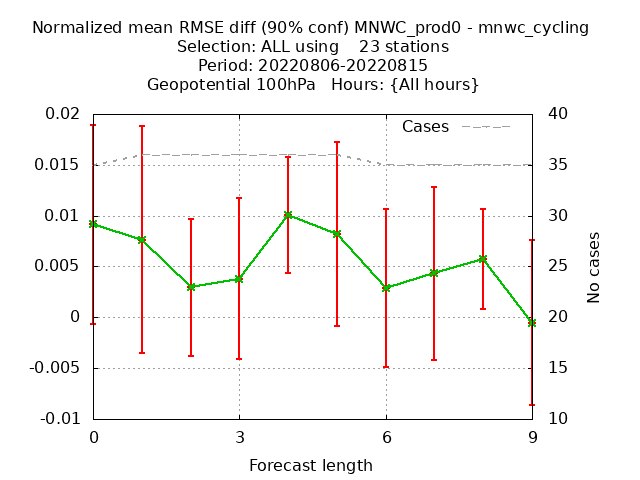 Normalized mean RMSE diff (90% conf) MNWC_prod0 - mnwc_cycling
Selection: ALL using    23 stations
Period: 20220806-20220815
Geopotential 100hPa   Hours: {All hours}
Cases
0.02
0.015
0.01
0.005
0
-0.005
-0.01
40
35
30
25
20
15
10
No cases
0 3 6 9
Forecast length